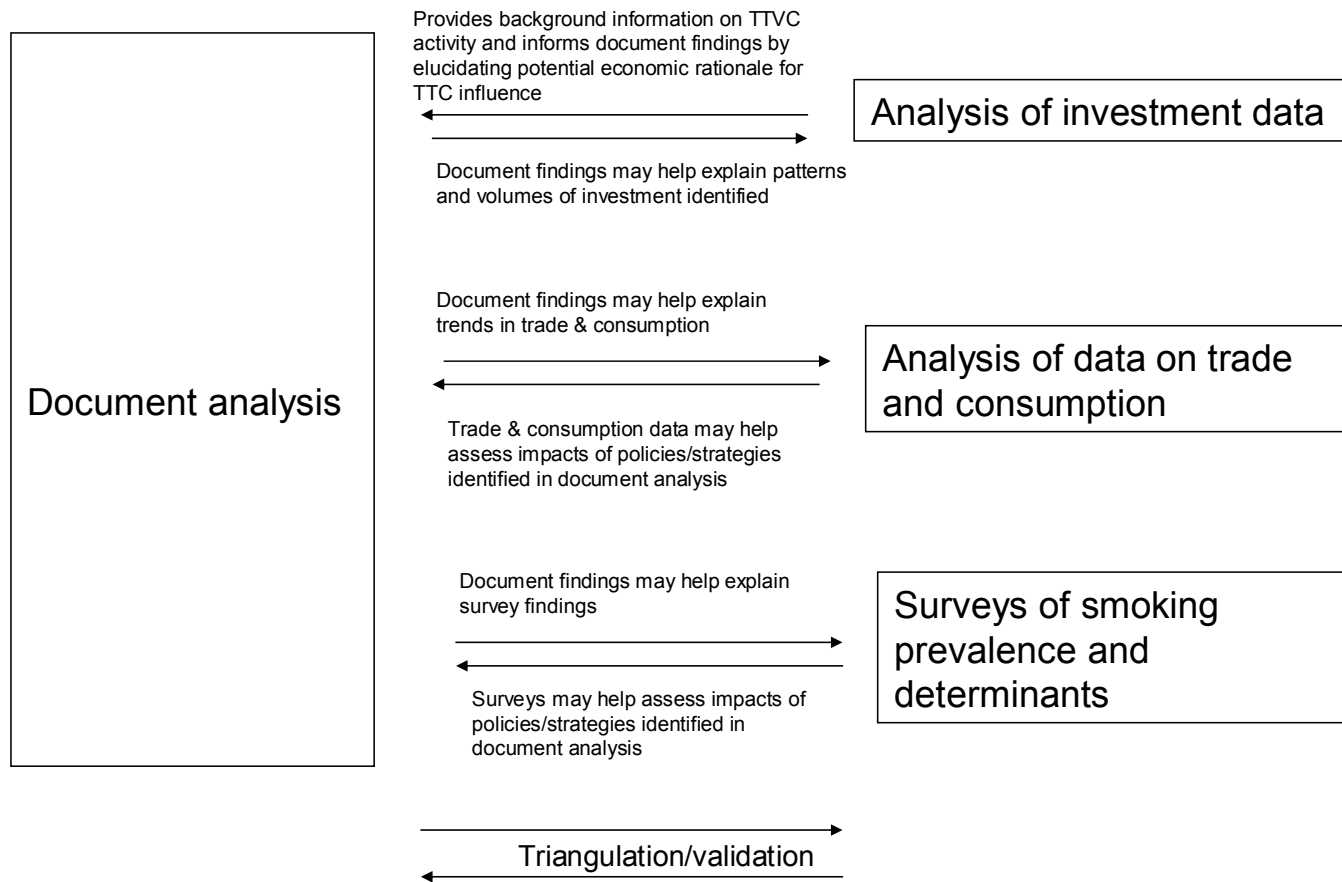 Provides background information on TTVC
activity and informs document findings by
elucidating potential economic rationale for
TTC influence
Analysis of investment data
Document findings may help explain patterns
and volumes of investment identified
Document findings may help explain
trends in trade & consumption
Analysis of data on trade
and consumption
Document analysis
Trade & consumption data may help
assess impacts of policies/strategies
identified in document analysis
Document findings may help explain
survey findings
Surveys of smoking
prevalence and
determinants
Surveys may help assess impacts of
policies/strategies identified in
document analysis
Triangulation/validation